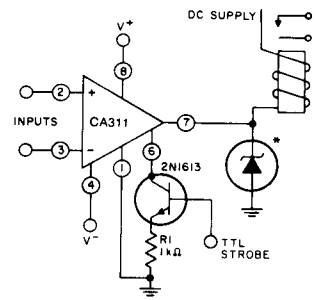 DC SUPPLY
V+
8
2
+
INPUTS
CA311
7
3
-
6
2N1613
*
1
4
V-
R1
1kΩ
TTL
STROBE